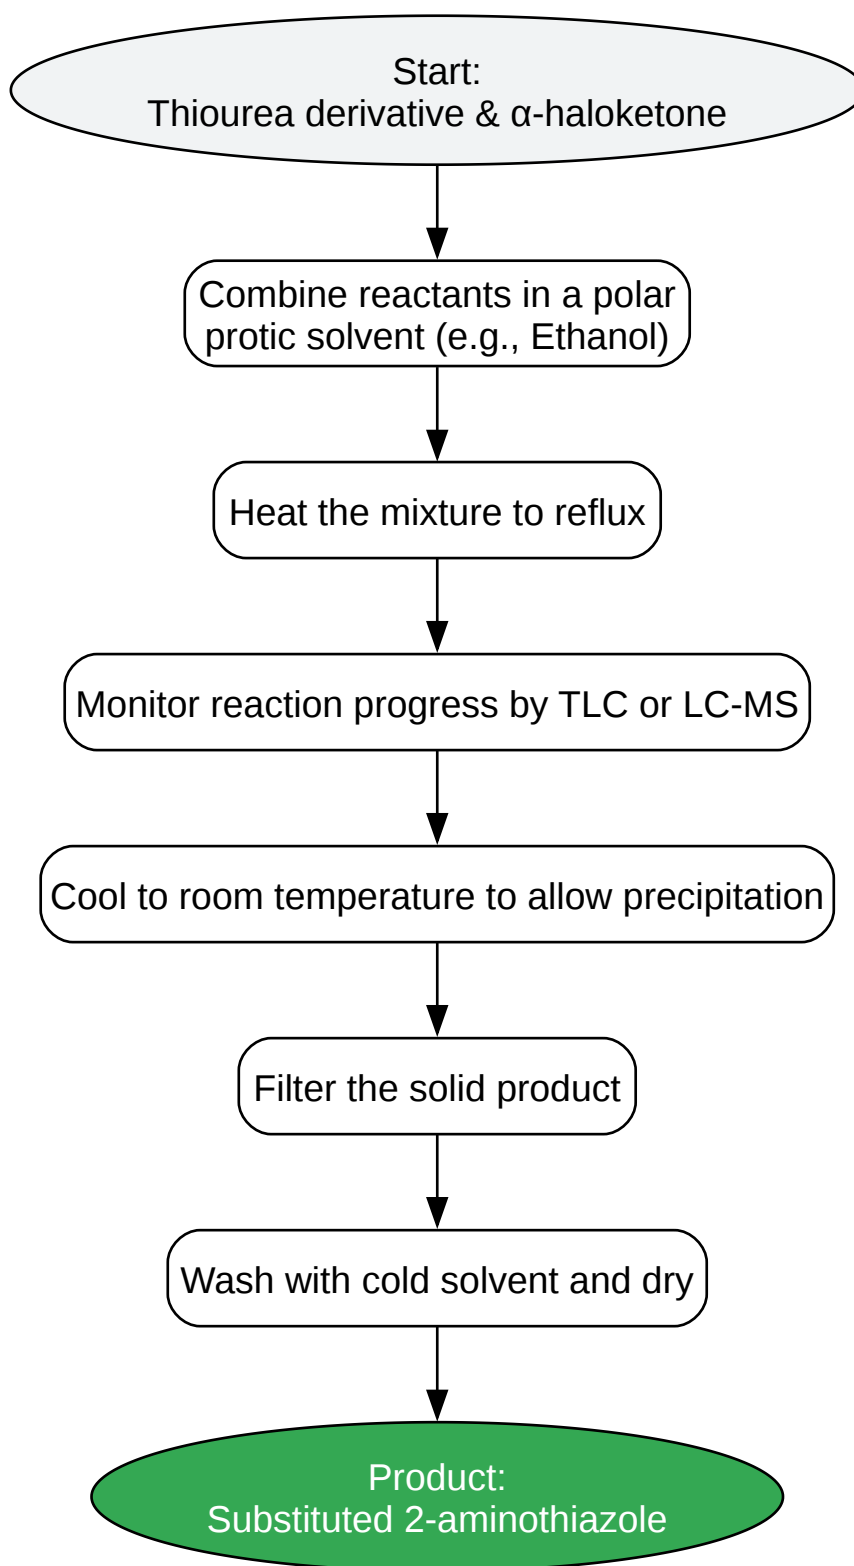 Start:
Thiourea derivative & α-haloketone
Combine reactants in a polar
protic solvent (e.g., Ethanol)
Heat the mixture to reflux
Monitor reaction progress by TLC or LC-MS
Cool to room temperature to allow precipitation
Filter the solid product
Wash with cold solvent and dry
Product:
Substituted 2-aminothiazole